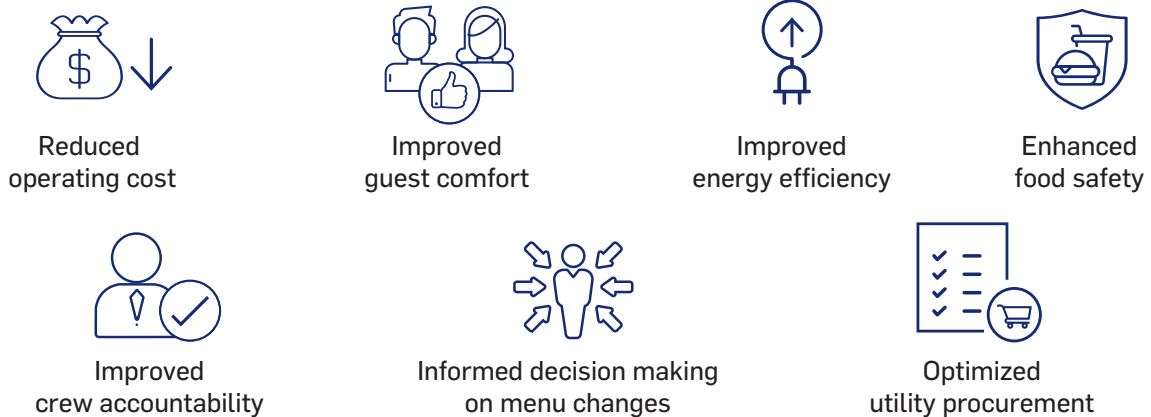 $
Reduced
operating cost
Improved
guest comfort
Improved
energy efficiency
Enhanced
food safety
Improved
crew accountability
Informed decision making
on menu changes
Optimized
utility procurement